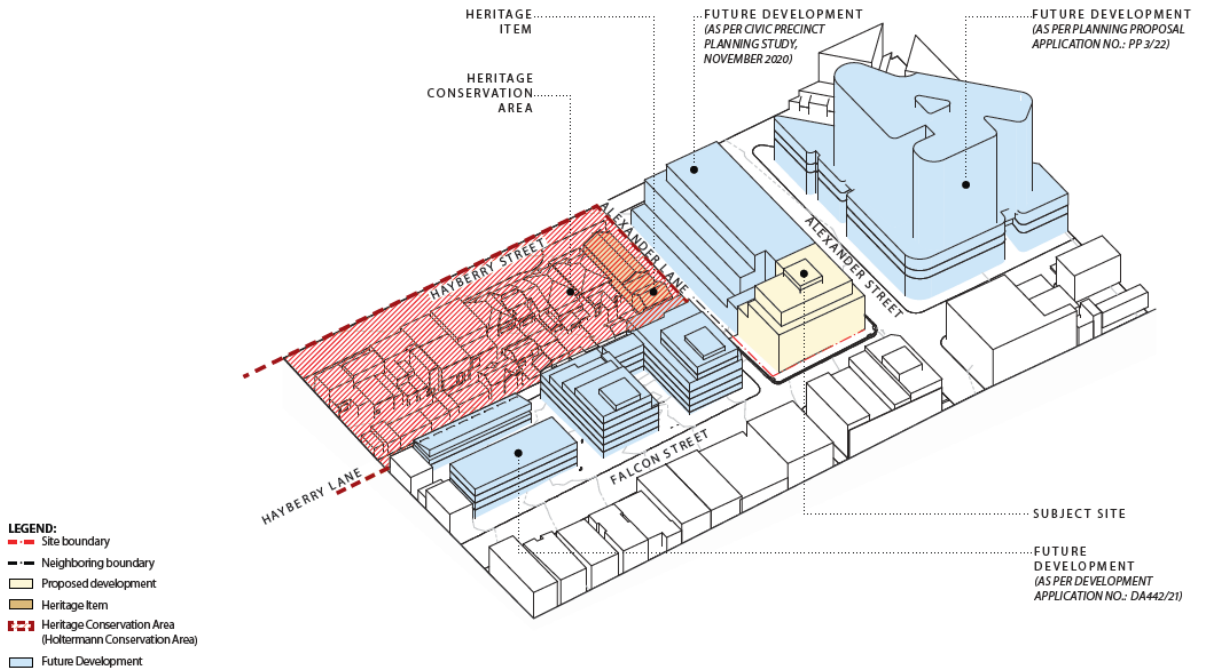 HERITAGE
ITEM
FUTURE DEVELOPMENT
(AS PER CIVIC PRECINCT
PLANNING STUDY,
NOVEMBER 2020)
FUTURE DEVELOPMENT
(AS PER PLANNING PROPOSAL
APPLICATION NO.: PP 3/22)
HERITAGE
CONSERVATION
AREA
ALEXANDER LANE
HAYBERRY STREET
ALEXANDER STREET
FALCON STREET
HAYBERRY LANE
SUBJECT SITE
FUTURE
DEVELOPMENT
(AS PER DEVELOPMENT
APPLICATION NO.: DA442/21)
LEGEND:
Site boundary
Neighboring boundary
Proposed development
Heritage Item
Heritage Conservation Area
(Holtermann Conservation Area)
Future Development